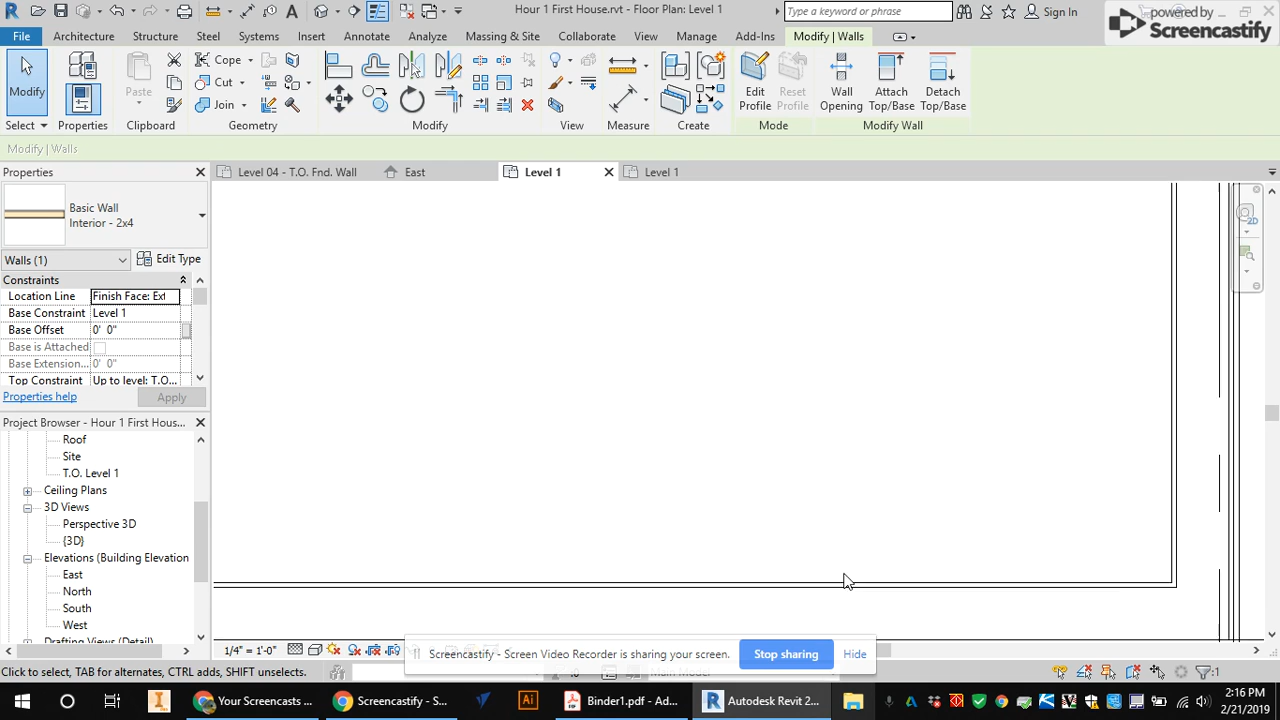 Hour 1 First House.rvt - Floor Plan: Level 1
Type a keyword or phrase
Sign In
powered by
Screencastify
File Architecture Structure Steel Systems Insert Annotate Analyze Massing & Site Collaborate View Manage Add-Ins Modify | Walls
Modify
Paste
Cope
Cut
Join
Edit Profile
Reset Profile
Wall Opening
Attach Top/Base
Detach Top/Base
Select Properties Clipboard Geometry Modify View Measure Create Mode Modify Wall
Modify | Walls
Properties
Level 04 - T.O. Fnd. Wall
East
Level 1
Level 1
2D
Basic Wall
Interior - 2x4
Walls (1)
Edit Type
Constraints
Location Line Finish Face: Ext
Base Constraint Level 1
Base Offset 0' 0"
Base is Attached
Base Extension... 0' 0"
Top Constraint Up to level: T.O...
Properties help
Apply
Project Browser - Hour 1 First Hous...
Roof
Site
T.O. Level 1
Ceiling Plans
3D Views
Perspective 3D
{3D}
Elevations (Building Elevation
East
North
South
West
Drafting Views (Detail)
1/4" = 1'-0"
Screencastify - Screen Video Recorder is sharing your screen.
Stop sharing
Hide
Click to select, TAB for alternates, CTRL adds, SHIFT unselects.
:0
Main Model
:1
Your Screencasts
Screencastify - S...
Ai
Binder1.pdf - Ad...
Autodesk Revit 2...
2:16 PM
2/21/2019